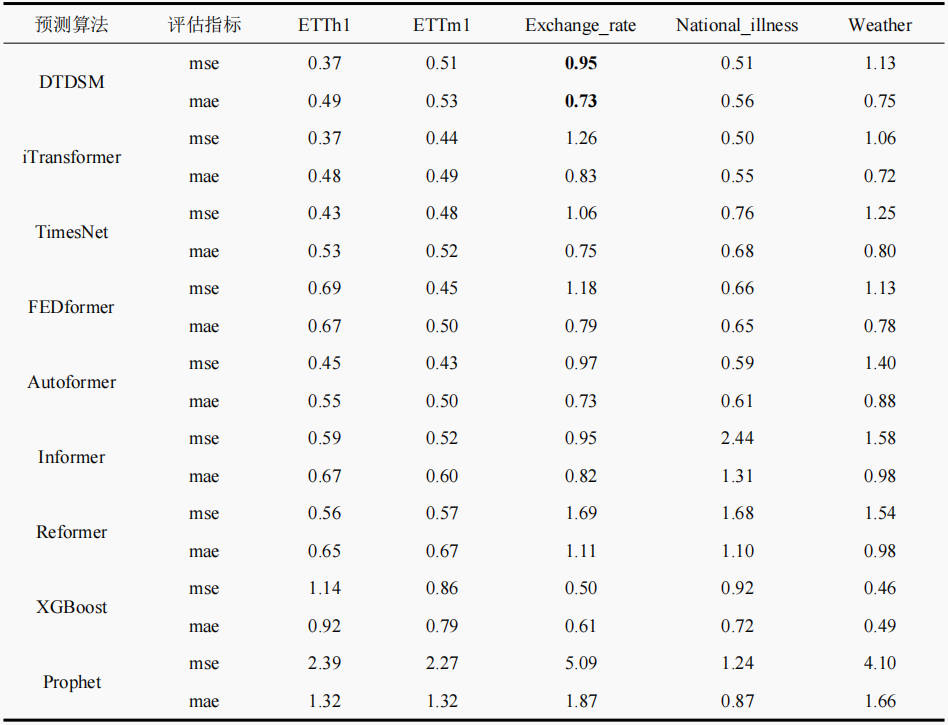 预测算法 评估指标 ETTh1 ETTm1 Exchange_rate National_illness Weather
DTDSM mse 0.37 0.51 0.95 0.51 1.13
mae 0.49 0.53 0.73 0.56 0.75
iTransformer mse 0.37 0.44 1.26 0.50 1.06
mae 0.48 0.49 0.83 0.55 0.72
TimesNet mse 0.43 0.48 1.06 0.76 1.25
mae 0.53 0.52 0.75 0.68 0.80
FEDformer mse 0.69 0.45 1.18 0.66 1.13
mae 0.67 0.50 0.79 0.65 0.78
Autoformer mse 0.45 0.43 0.97 0.59 1.40
mae 0.55 0.50 0.73 0.61 0.88
Informer mse 0.59 0.52 0.95 2.44 1.58
mae 0.67 0.60 0.82 1.31 0.98
Reformer mse 0.56 0.57 1.69 1.68 1.54
mae 0.65 0.67 1.11 1.10 0.98
XGBoost mse 1.14 0.86 0.50 0.92 0.46
mae 0.92 0.79 0.61 0.72 0.49
Prophet mse 2.39 2.27 5.09 1.24 4.10
mae 1.32 1.32 1.87 0.87 1.66